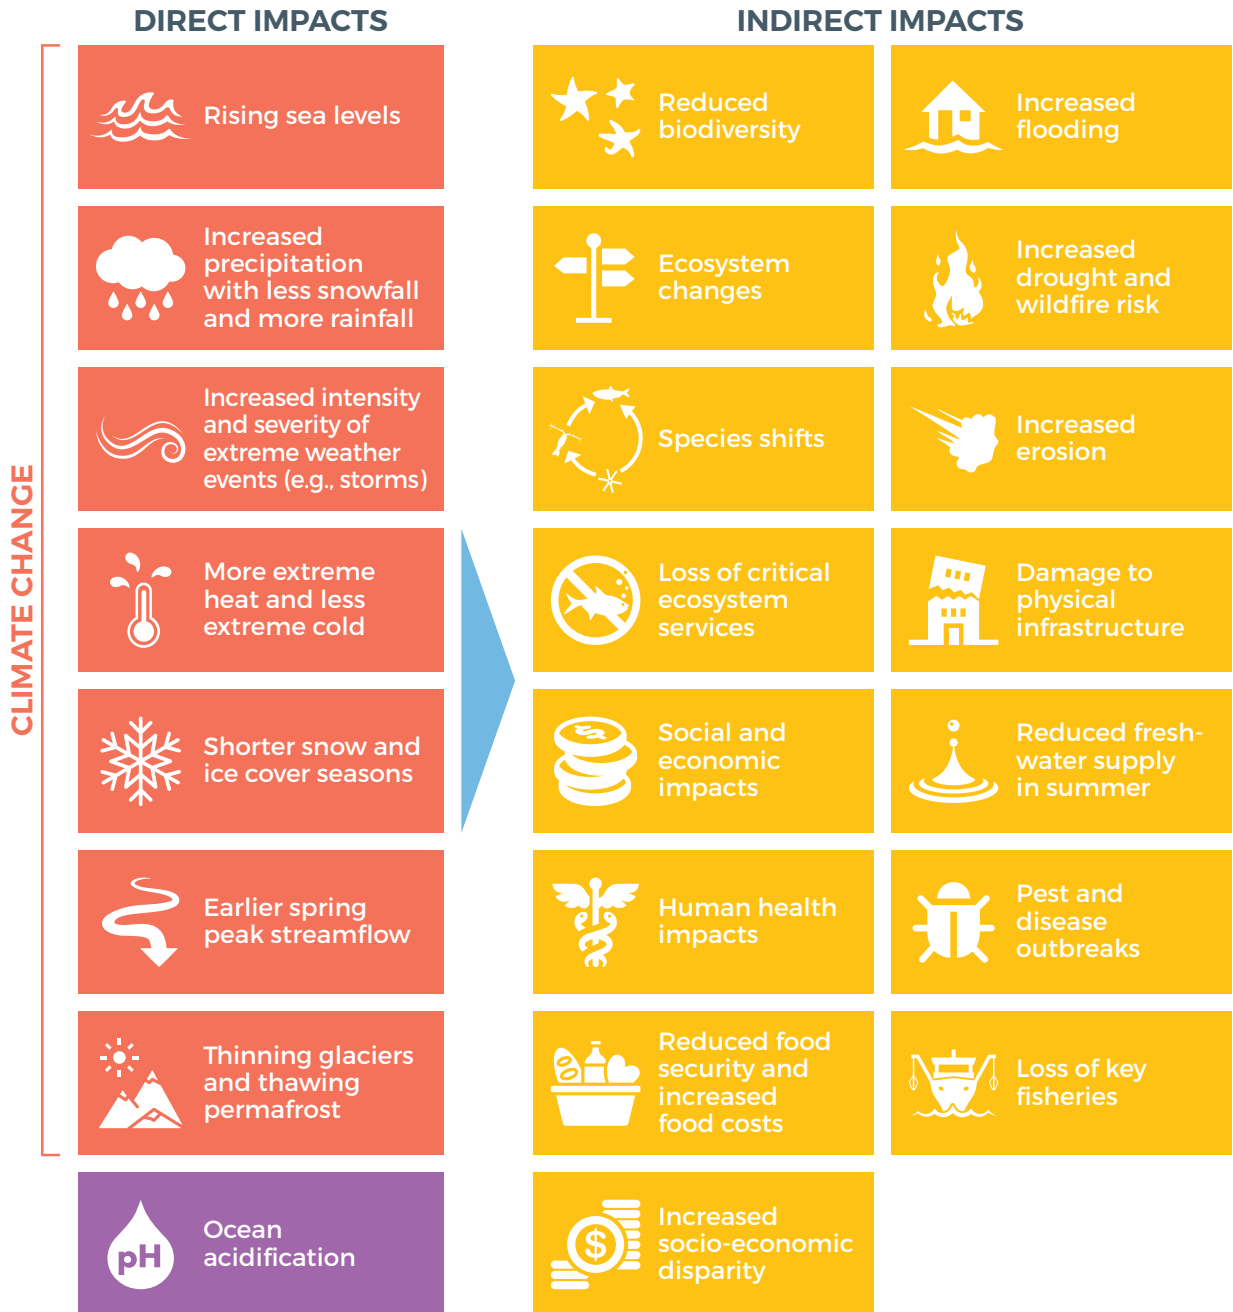 DIRECT IMPACTS
INDIRECT IMPACTS
CLIMATE CHANGE
Rising sea levels
Increased
precipitation
with less snowfall
and more rainfall
Increased intensity
and severity of
extreme weather
events (e.g., storms)
More extreme
heat and less
extreme cold
Shorter snow and
ice cover seasons
Earlier spring
peak streamflow
Thinning glaciers
and thawing
permafrost
pH
Ocean
acidification
Reduced
biodiversity
Ecosystem
changes
Species shifts
Loss of critical
ecosystem
services
$
Social and
economic
impacts
Human health
impacts
Reduced food
security and
increased
food costs
$
Increased
socio-economic
disparity
Increased
flooding
Increased
drought and
wildfire risk
Increased
erosion
Damage to
physical
infrastructure
Reduced fresh-
water supply
in summer
Pest and
disease
outbreaks
Loss of key
fisheries